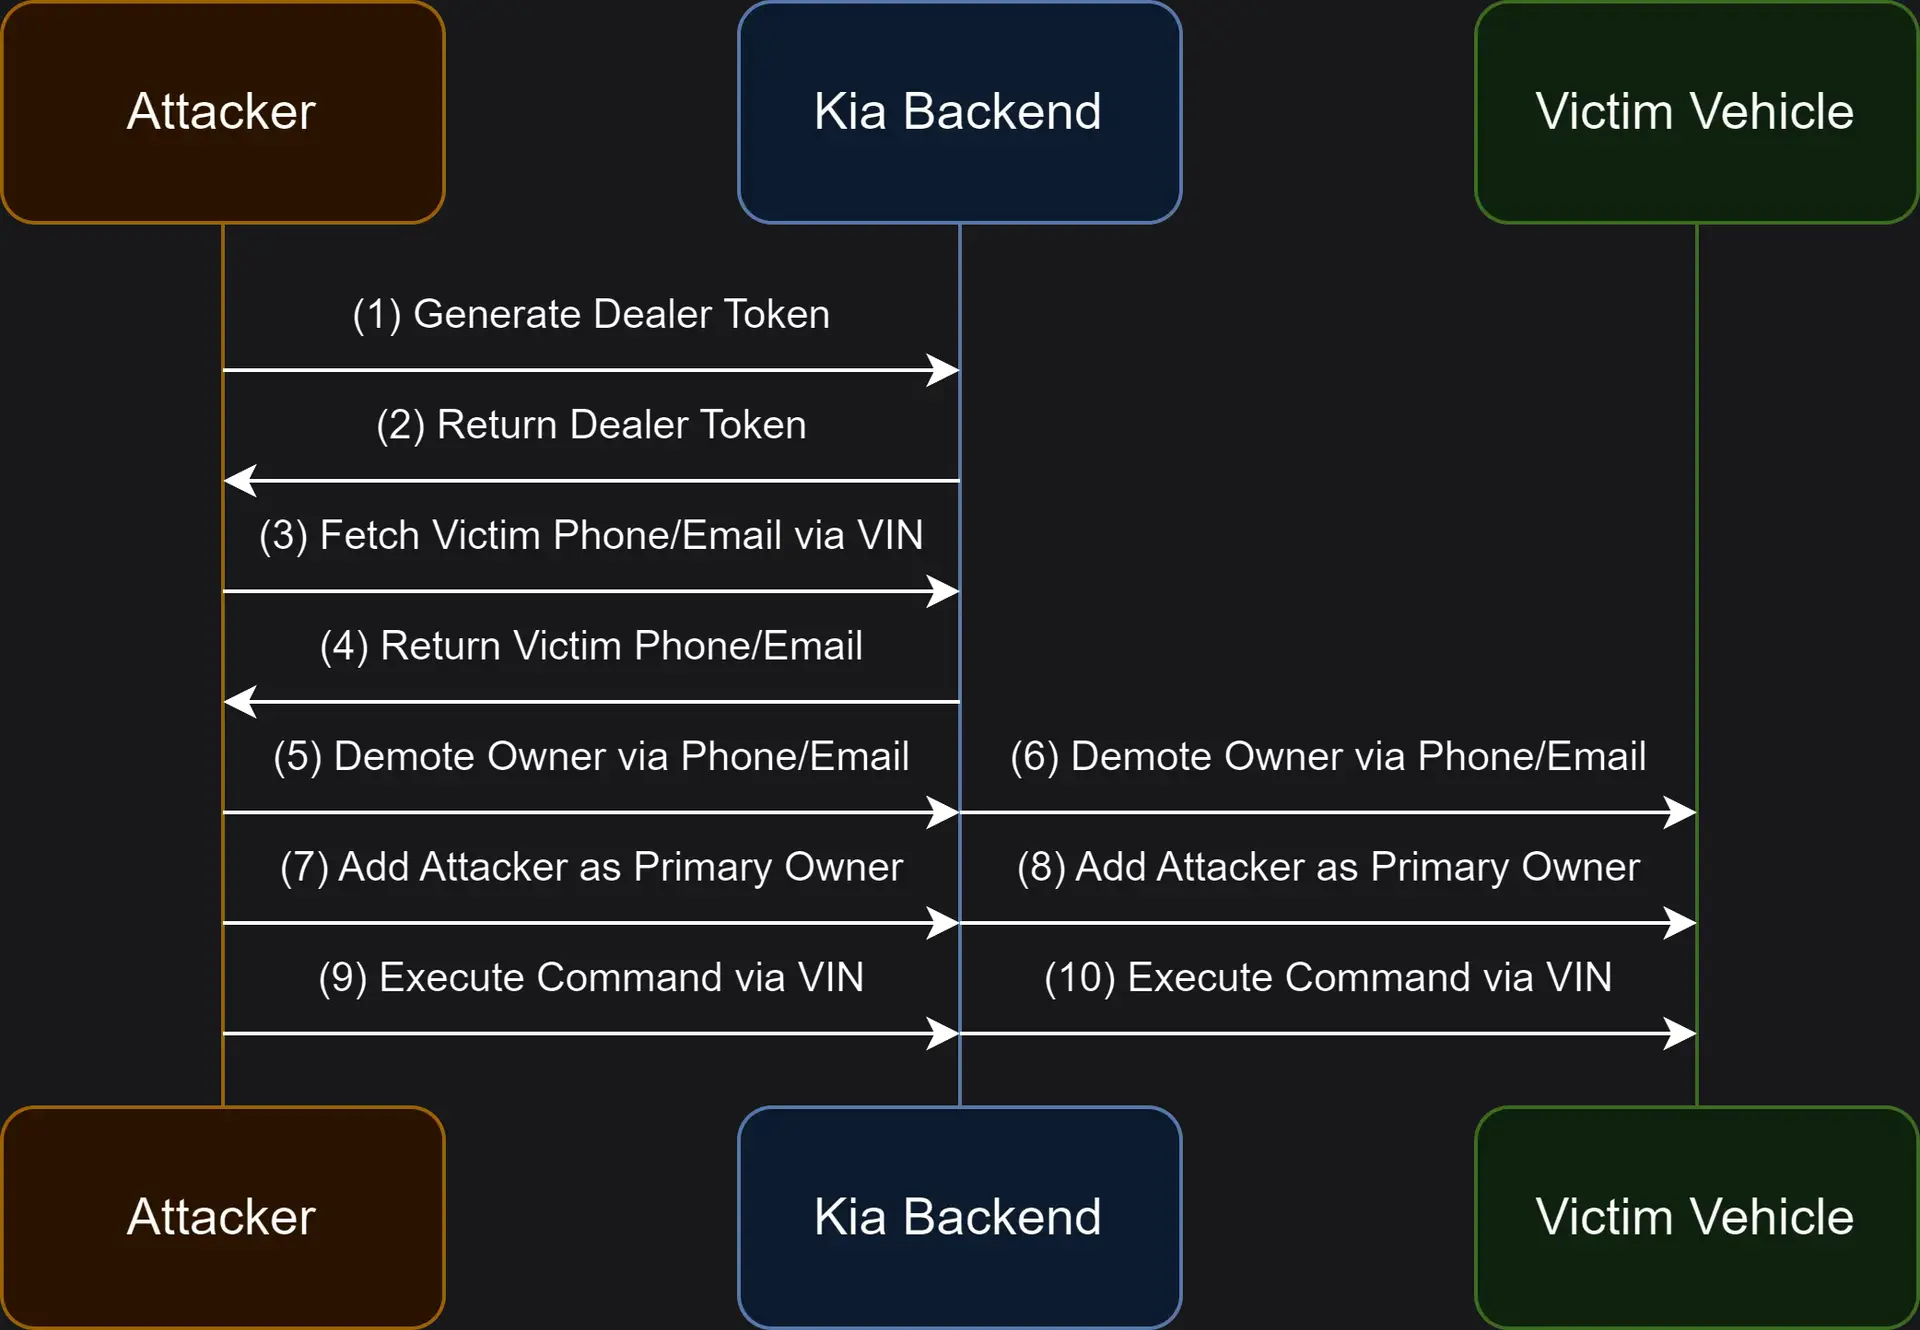 Attacker
Kia Backend
Victim Vehicle
(1) Generate Dealer Token
(2) Return Dealer Token
(3) Fetch Victim Phone/Email via VIN
(4) Return Victim Phone/Email
(5) Demote Owner via Phone/Email
(6) Demote Owner via Phone/Email
(7) Add Attacker as Primary Owner
(8) Add Attacker as Primary Owner
(9) Execute Command via VIN
(10) Execute Command via VIN
Attacker
Kia Backend
Victim Vehicle